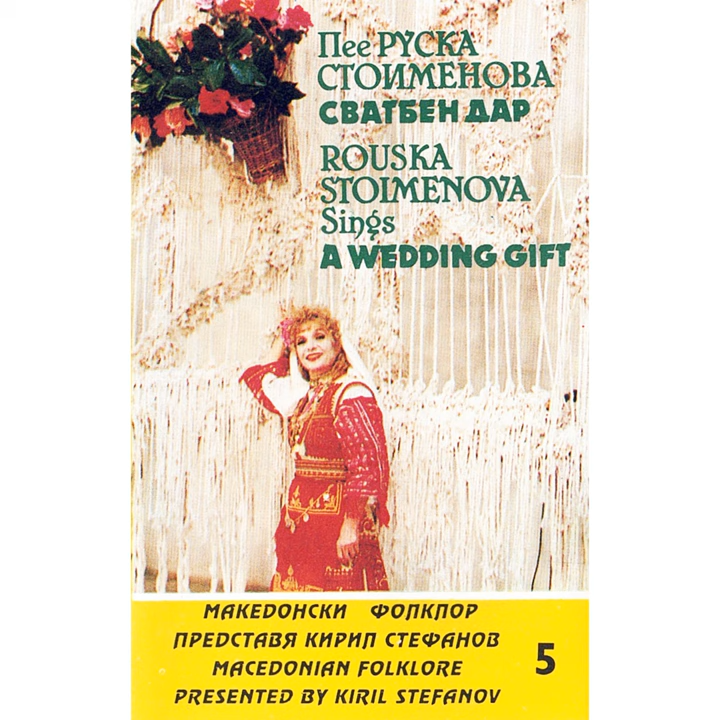 Пее РУСКА
СТОИМЕНОВА
СВАТБЕН ДАР
ROUSKA
STOIMENOVA
Sings
A WEDDING GIFT
МАКЕДОНСКИ ФОЛКЛОР
ПРЕДСТАВЯ КИРИЛ СТЕФАНОВ
MACEDONIAN FOLKLORE
PRESENTED BY KIRIL STEFANOV
5